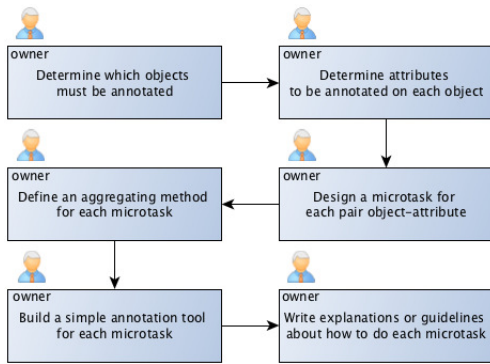 owner
Determine which objects
must be annotated
owner
Determine attributes
to be annotated on each object
owner
Define an aggregating method
for each microtask
owner
Design a microtask for
each pair object-attribute
owner
Build a simple annotation tool
for each microtask
owner
Write explanations or guidelines
about how to do each microtask